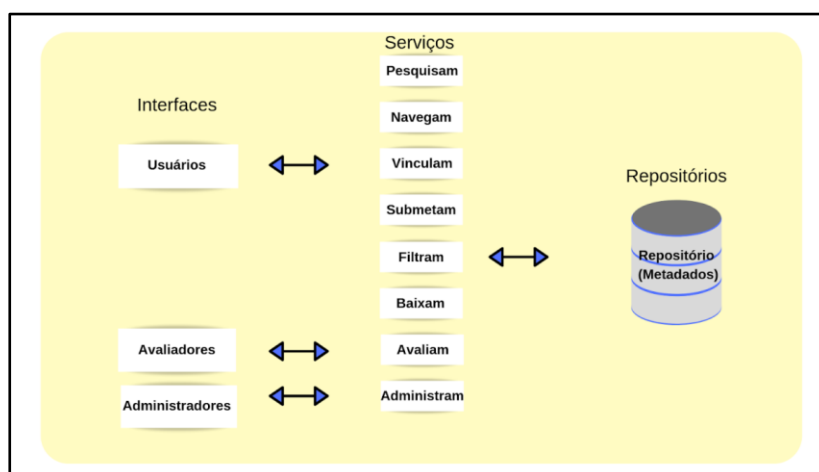 Serviços
Pesquisam
Interfaces
Navegam
Usuários
Vinculam
Repositórios
Submetam
Filtram
Repositório
(Metadados)
Baixam
Avaliadores
Avaliam
Administradores
Administram